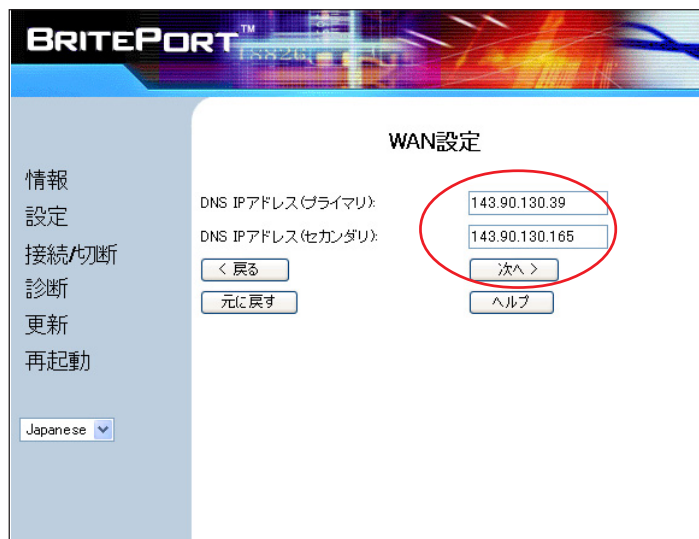 BRITEPORT™
WAN設定
情報
設定
接続/切断
診断
更新
再起動
Japanese
DNS IPアドレス(プライマリ): 143.90.130.39
DNS IPアドレス(セカンダリ): 143.90.130.165
< 戻る 次へ >
元に戻す ヘルプ